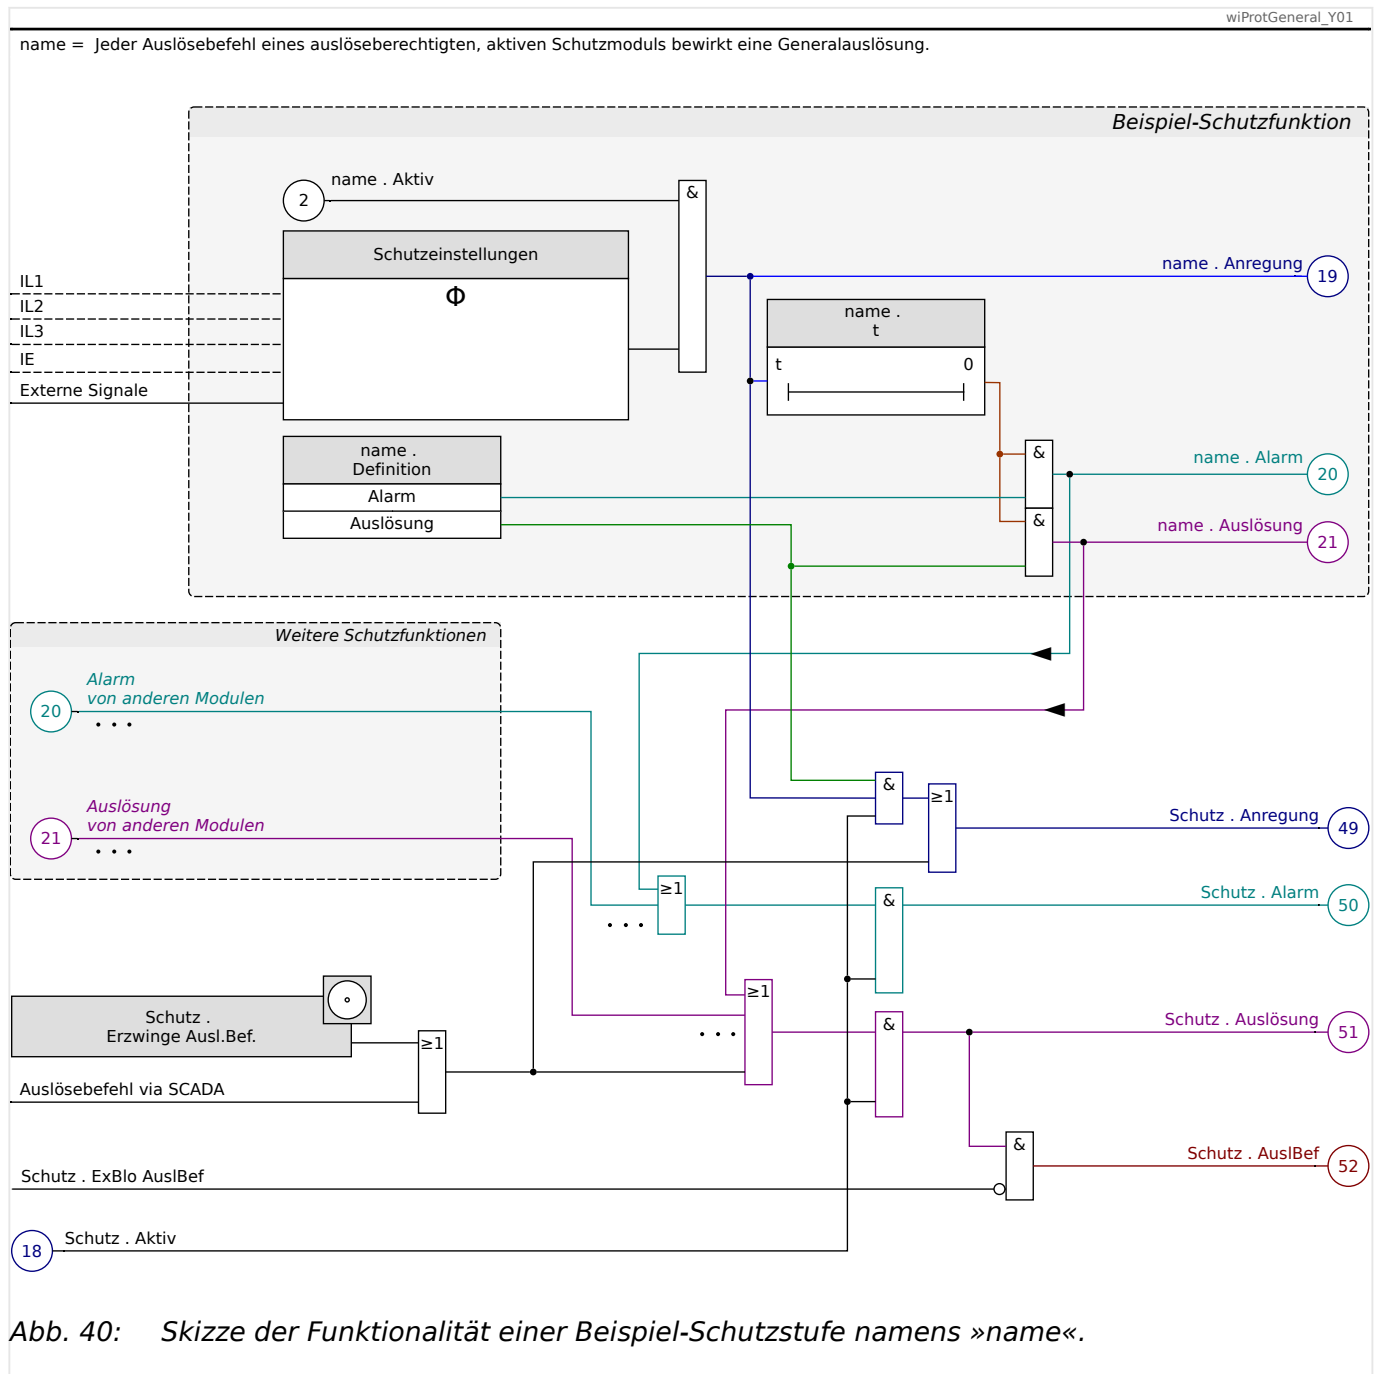 wiProtGeneral_Y01
name = Jeder Auslösebefehl eines auslöseberechtigten, aktiven Schutzmoduls bewirkt eine Generalauslösung.
Beispiel-Schutzfunktion
name . Aktiv
2
&
Schutzeinstellungen
Φ
name . Anregung
19
IL1
IL2
IL3
IE
Externe Signale
name .
t
t 0
name .
Definition
Alarm
Auslösung
&
name . Alarm
20
&
name . Auslösung
21
Weitere Schutzfunktionen
Alarm
von anderen Modulen
20
. . .
Auslösung
von anderen Modulen
21
. . .
&
≥1
Schutz . Anregung
49
≥1
. . .
&
Schutz . Alarm
50
≥1
. . .
&
Schutz . Auslösung
51
Schutz .
Erzwinge Ausl.Bef.
≥1
Auslösebefehl via SCADA
&
Schutz . AuslBef
52
Schutz . ExBlo AuslBef
Schutz . Aktiv
18
Abb. 40: Skizze der Funktionalität einer Beispiel-Schutzstufe namens »name«.